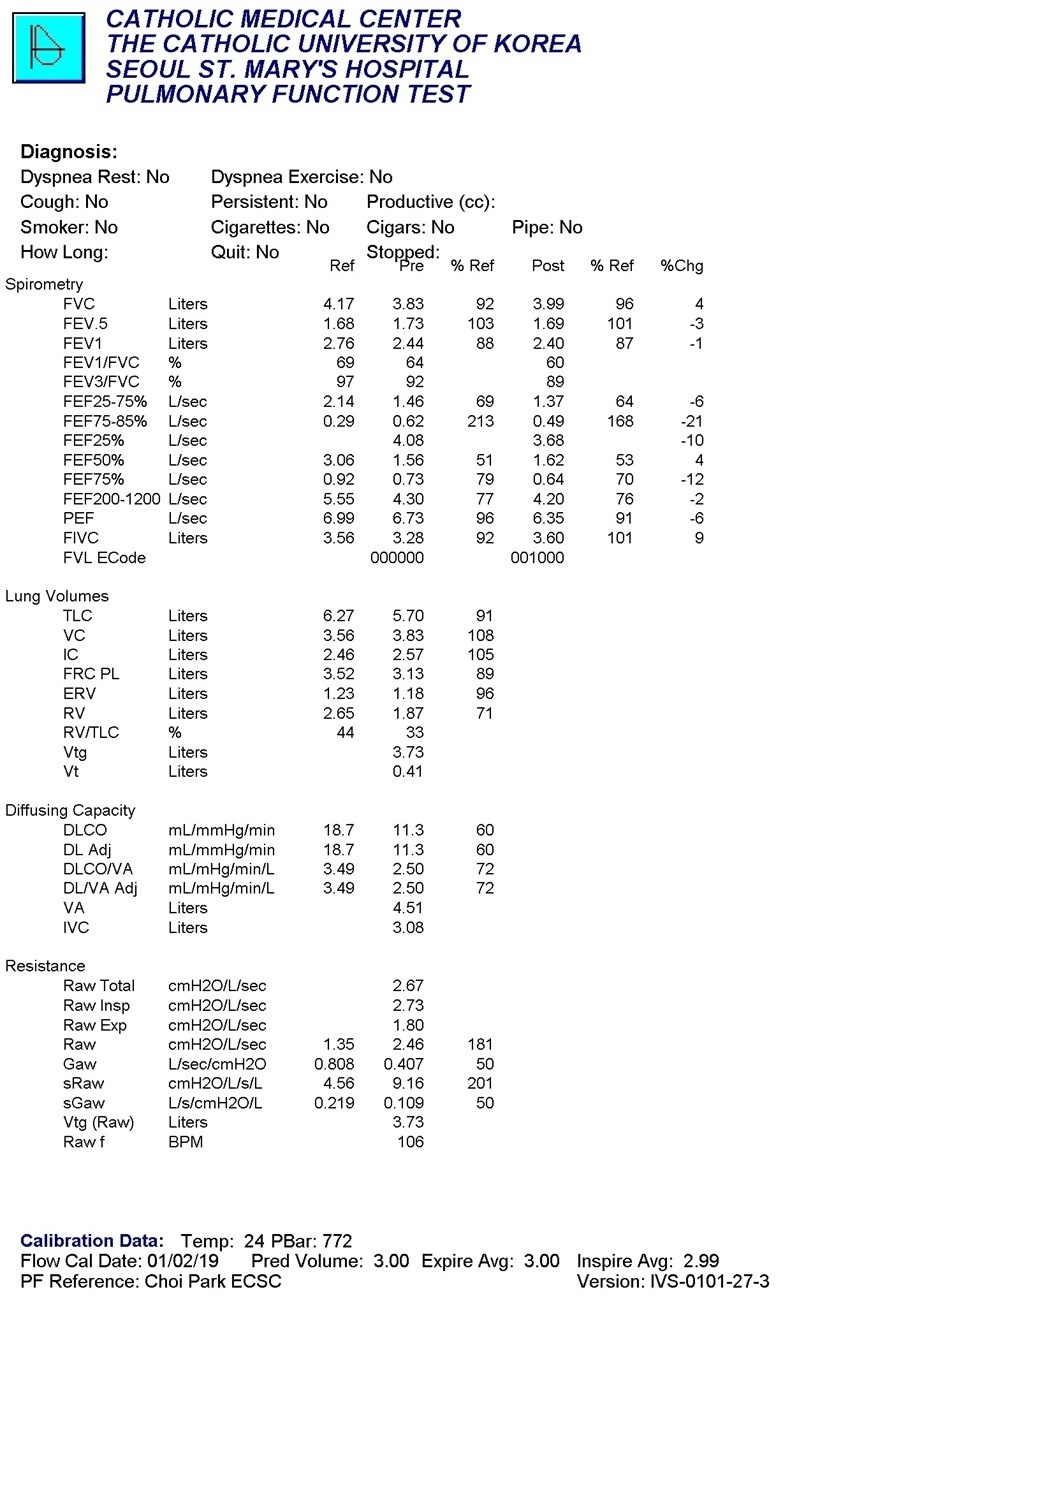 CATHOLIC MEDICAL CENTER
THE CATHOLIC UNIVERSITY OF KOREA
SEOUL ST. MARY'S HOSPITAL
PULMONARY FUNCTION TEST
Diagnosis:
Dyspnea Rest: No Dyspnea Exercise: No
Cough: No Persistent: No Productive (cc):
Smoker: No Cigarettes: No Cigars: No Pipe: No
How Long: Quit: No Stopped:
Ref Pre % Ref Post % Ref %Chg
Spirometry
FVC Liters 4.17 3.83 92 3.99 96 4
FEV.5 Liters 1.68 1.73 103 1.69 101 -3
FEV1 Liters 2.76 2.44 88 2.40 87 -1
FEV1/FVC % 69 64 60
FEV3/FVC % 97 92 89
FEF25-75% L/sec 2.14 1.46 69 1.37 64 -6
FEF75-85% L/sec 0.29 0.62 213 0.49 168 -21
FEF25% L/sec 4.08 3.68 -10
FEF50% L/sec 3.06 1.56 51 1.62 53 4
FEF75% L/sec 0.92 0.73 79 0.64 70 -12
FEF200-1200 L/sec 5.55 4.30 77 4.20 76 -2
PEF L/sec 6.99 6.73 96 6.35 91 -6
FIVC Liters 3.56 3.28 92 3.60 101 9
FVL ECode 000000 001000
Lung Volumes
TLC Liters 6.27 5.70 91
VC Liters 3.56 3.83 108
IC Liters 2.46 2.57 105
FRC PL Liters 3.52 3.13 89
ERV Liters 1.23 1.18 96
RV Liters 2.65 1.87 71
RV/TLC % 44 33
Vtg Liters 3.73
Vt Liters 0.41
Diffusing Capacity
DLCO mL/mmHg/min 18.7 11.3 60
DL Adj mL/mmHg/min 18.7 11.3 60
DLCO/VA mL/mHg/min/L 3.49 2.50 72
DL/VA Adj mL/mHg/min/L 3.49 2.50 72
VA Liters 4.51
IVC Liters 3.08
Resistance
Raw Total cmH2O/L/sec 2.67
Raw Insp cmH2O/L/sec 2.73
Raw Exp cmH2O/L/sec 1.80
Raw cmH2O/L/sec 1.35 2.46 181
Gaw L/sec/cmH2O 0.808 0.407 50
sRaw cmH2O/L/s/L 4.56 9.16 201
sGaw L/s/cmH2O/L 0.219 0.109 50
Vtg (Raw) Liters 3.73
Raw f BPM 106
Calibration Data: Temp: 24 PBar: 772
Flow Cal Date: 01/02/19 Pred Volume: 3.00 Expire Avg: 3.00 Inspire Avg: 2.99
PF Reference: Choi Park ECSC Version: IVS-0101-27-3